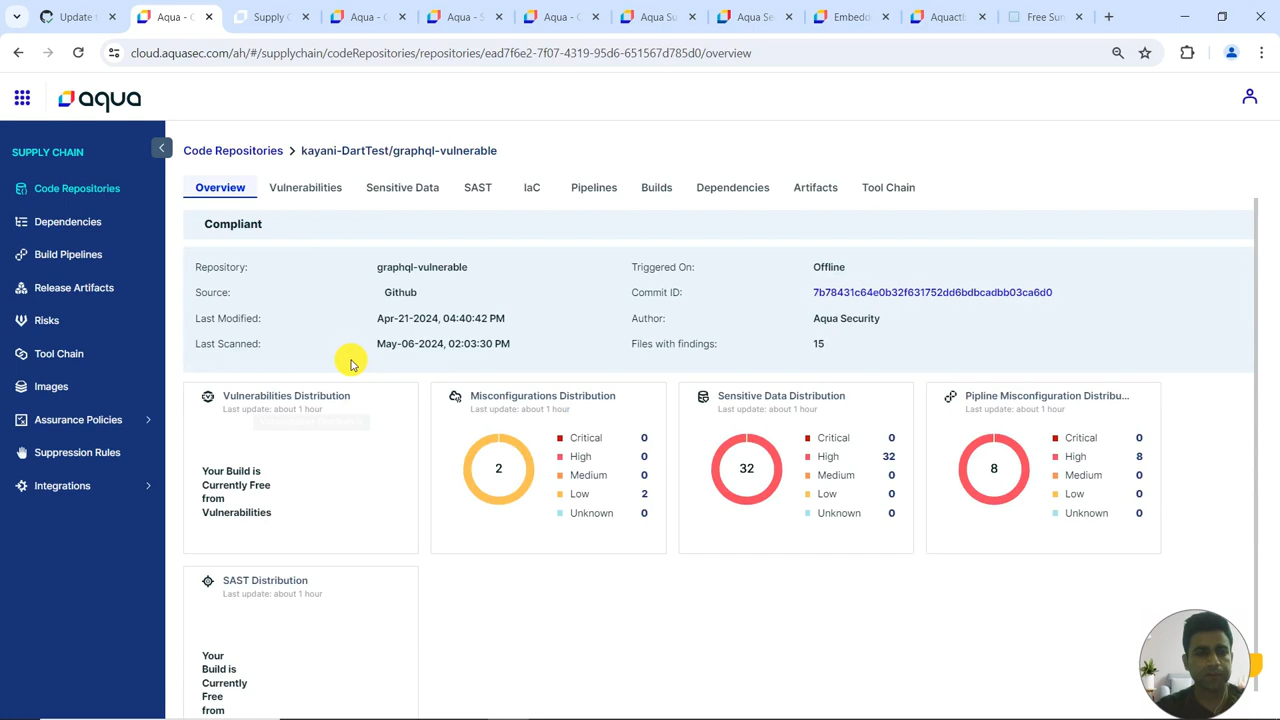 Update f
Aqua - C
Supply C
kayani-
Aqua - C
Aqua - C
Aqua - 
Aqua Su
Aqua Se
Embedd
Aquactl
Free Sun
cloud.aquasec.com/ah/#/supplychain/codeRepositories/repositories/ead7f6e2-7f07-4319-95d6-651567d785d0/overview
aqua
SUPPLY CHAIN
Code Repositories
Dependencies
Build Pipelines
Release Artifacts
Risks
Tool Chain
Images
Assurance Policies
Suppression Rules
Integrations
Code Repositories > kayani-DartTest/graphql-vulnerable
Overview Vulnerabilities Sensitive Data SAST IaC Pipelines Builds Dependencies Artifacts Tool Chain
Compliant
Repository: graphql-vulnerable Triggered On: Offline
Source: Github Commit ID: 7b78431c64e0b32f631752dd6bdbcadbb03ca6d0
Last Modified: Apr-21-2024, 04:40:42 PM Author: Aqua Security
Last Scanned: May-06-2024, 02:03:30 PM Files with findings: 15
Vulnerabilities Distribution
Last update: about 1 hour
Your Build is
Currently Free
from
Vulnerabilities
Misconfigurations Distribution
Last update: about 1 hour
2
Critical 0
High 0
Medium 0
Low 2
Unknown 0
Sensitive Data Distribution
Last update: about 1 hour
32
Critical 0
High 32
Medium 0
Low 0
Unknown 0
Pipline Misconfiguration Distribu...
Last update: about 1 hour
8
Critical 0
High 8
Medium 0
Low 0
Unknown 0
SAST Distribution
Last update: about 1 hour
Your
Build is
Currently
Free
from